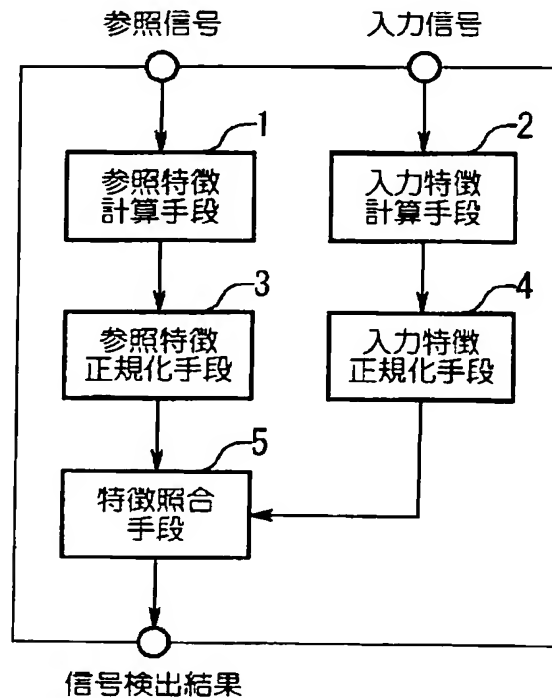 参照信号
入力信号
1
2
参照特徴
計算手段
入力特徴
計算手段
3
4
参照特徴
正規化手段
入力特徴
正規化手段
5
特徴照合
手段
信号検出結果